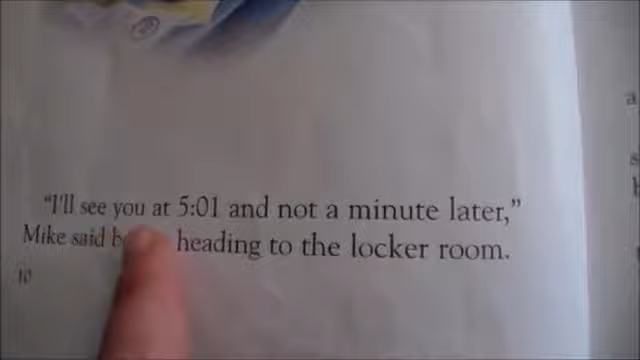 "I'll see you at 5:01 and not a minute later,"
Mike said heading to the locker room.
10